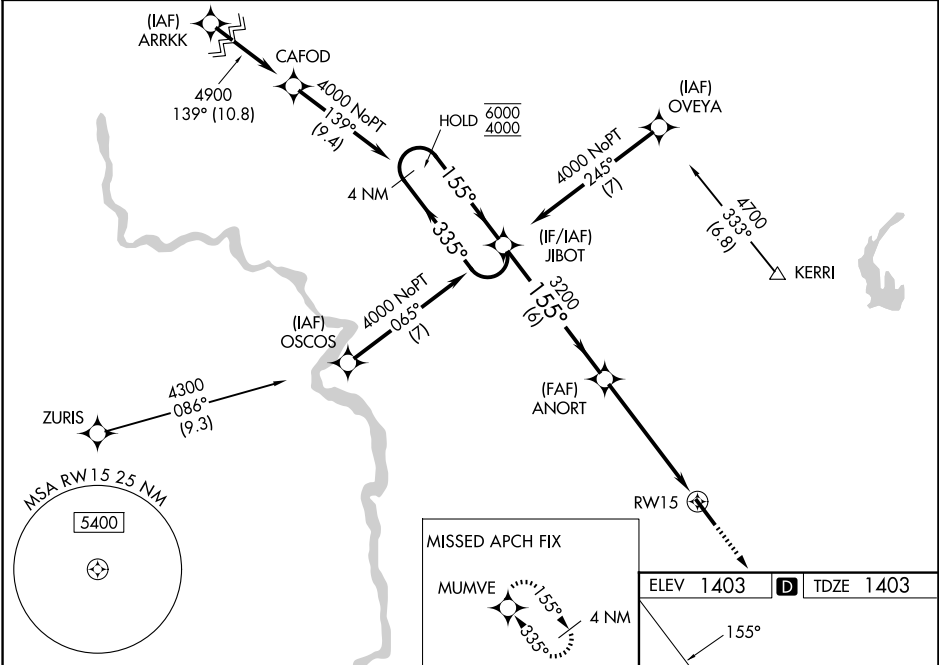 (IAF)
ARRKK
CAFOD
4900
139° (10.8)
4000 NoPT
139°
(9.4)
HOLD 6000
4000
4 NM
155°
335°
(IAF)
OVEYA
4000 NoPT
245°
(7)
4700
333°
(6.8)
KERRI
(IF/IAF)
JIBOT
3200
155°
(6)
(IAF)
OSCOS
4000 NoPT
065°
(7)
ZURIS
4300
086°
(9.3)
(FAF)
ANORT
RW15
MSA RW15 25 NM
5400
MISSED APCH FIX
MUMVE
155°
335°
4 NM
ELEV 1403 D TDZE 1403
155°